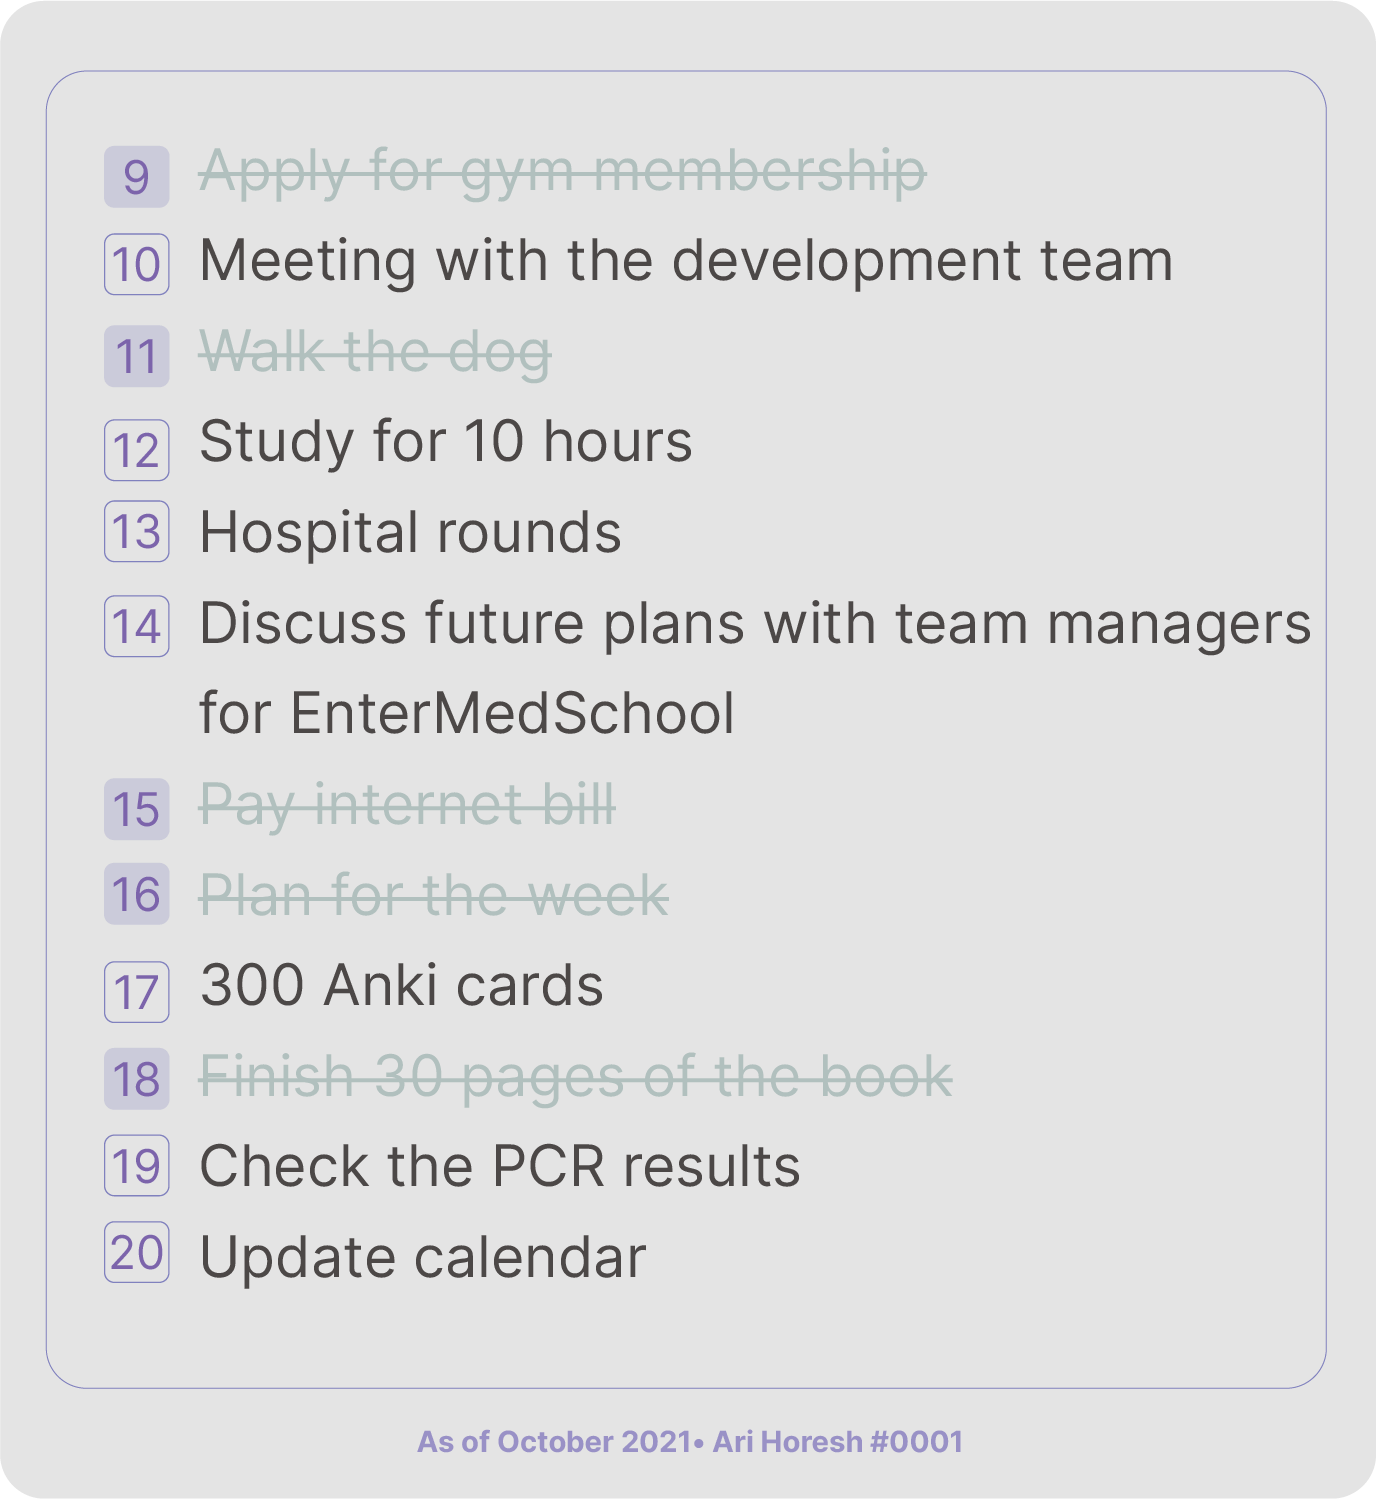 9 Apply for gym membership
10 Meeting with the development team
11 Walk the dog
12 Study for 10 hours
13 Hospital rounds
14 Discuss future plans with team managers
for EnterMedSchool
15 Pay internet bill
16 Plan for the week
17 300 Anki cards
18 Finish 30 pages of the book
19 Check the PCR results
20 Update calendar
As of October 2021• Ari Horesh #0001